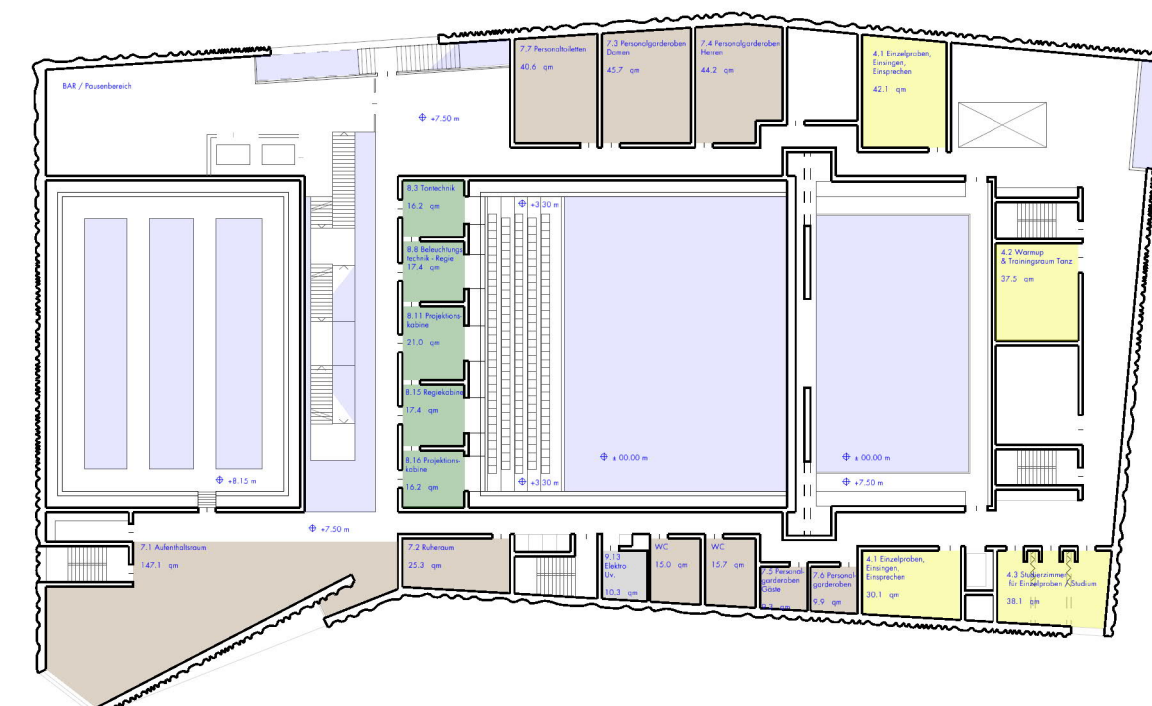 7.7 Personaltoiletten
40.6 qm
7.3 Personalgarderoben
Damen
45.7 qm
7.4 Personalgarderoben
Herren
44.2 qm
4.1 Einzelproben,
Einsingen,
Einsprechen
42.1 qm
BAR / Pausenbereich
+7.50 m
8.3 Tontechnik
16.2 qm
+3.30 m
8.8 Beleuchtungs
technik - Regie
17.4 qm
4.2 Warmup
& Trainingsraum Tanz
37.5 qm
8.11 Projektions-
kabine
21.0 qm
8.15 Regiekabine
17.4 qm
8.16 Projektions-
kabine
16.2 qm
± 00.00 m
± 00.00 m
+8.15 m
+3.30 m
+7.50 m
+7.50 m
7.1 Aufenthaltsraum
147.1 qm
7.2 Ruheraum
25.3 qm
9.13
Elektro
Uv.
10.3 qm
WC
15.0 qm
WC
15.7 qm
7.5 Personal-
garderoben
Gäste
7.6 Personal-
garderoben
9.9 qm
4.1 Einzelproben,
Einsingen,
Einsprechen
30.1 qm
4.3 Studierzimmer
für Einzelproben / Studium
38.1 qm